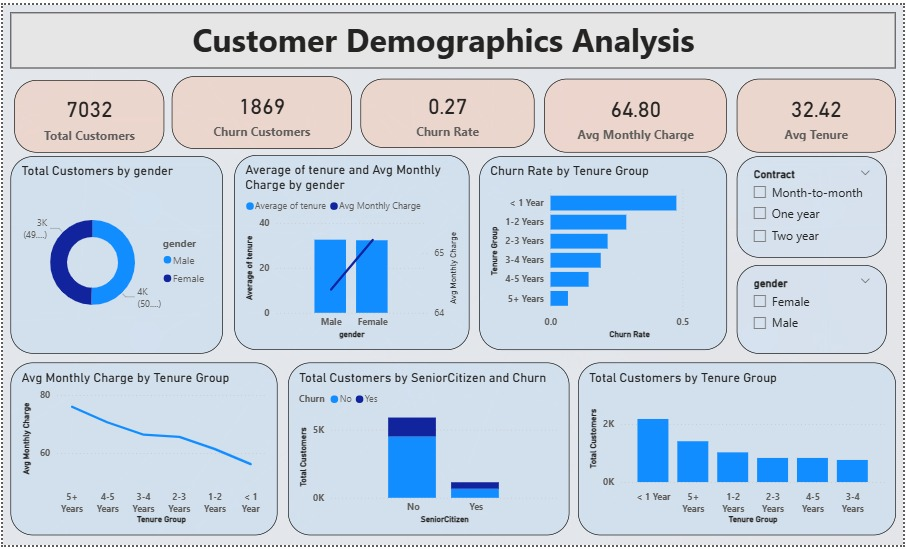 Customer Demographics Analysis
7032
Total Customers
1869
Churn Customers
0.27
Churn Rate
64.80
Avg Monthly Charge
32.42
Avg Tenure
Total Customers by gender
3K
(49....)
4K
(50....)
gender
Male
Female
Average of tenure and Avg Monthly
Charge by gender
Average of tenure Avg Monthly Charge
Average of tenure
40
20
0
65
64
Avg Monthly Charge
Male Female
gender
Churn Rate by Tenure Group
Tenure Group
< 1 Year
1-2 Years
2-3 Years
3-4 Years
4-5 Years
5+ Years
0.0 0.5
Churn Rate
Contract
Month-to-month
One year
Two year
gender
Female
Male
Avg Monthly Charge by Tenure Group
Avg Monthly Charge
80
60
5+ 4-5 3-4 2-3 1-2 < 1
Years Years Years Years Years Year
Tenure Group
Total Customers by SeniorCitizen and Churn
Churn No Yes
Total Customers
5K
0K
No Yes
SeniorCitizen
Total Customers by Tenure Group
Total Customers
2K
0K
< 1 Year 5+ 1-2 2-3 4-5 3-4
Years Years Years Years Years
Tenure Group